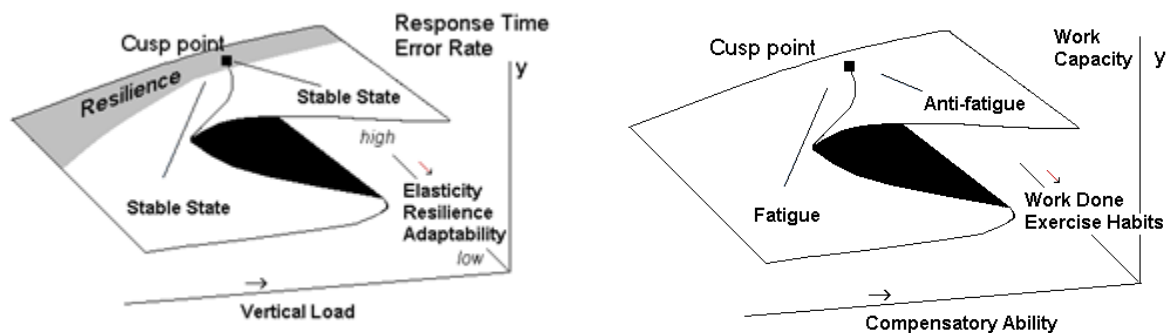 Response Time
Error Rate
y
Cusp point
Resilience
Stable State
high
Elasticity
Resilience
Adaptability
low
Stable State
Vertical Load
Work
Capacity
y
Cusp point
Anti-fatigue
Fatigue
Work Done
Exercise Habits
Compensatory Ability